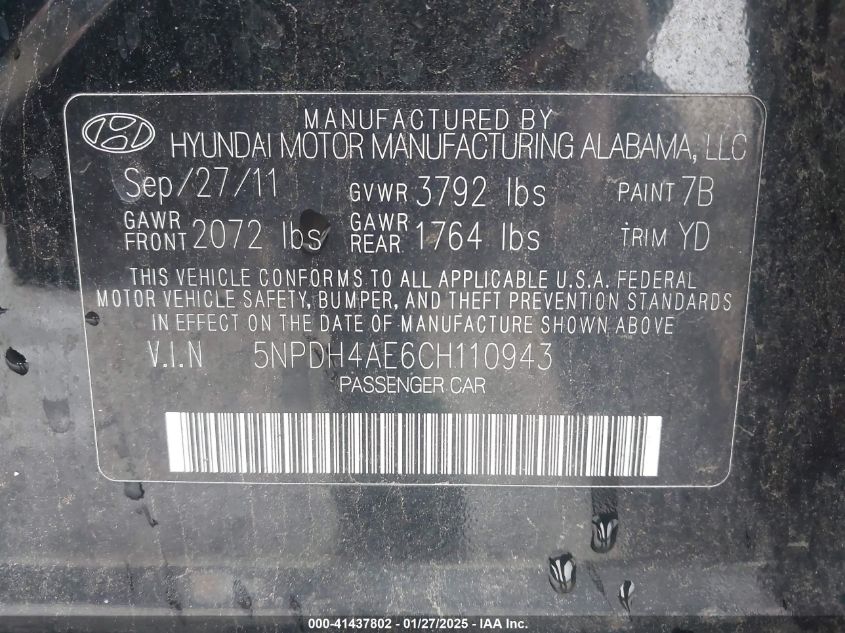 MANUFACTURED BY
HYUNDAI MOTOR MANUFACTURING ALABAMA, LLC
Sep/27/11 GVWR 3792 lbs PAINT 7B
GAWR FRONT 2072 lbs GAWR REAR 1764 lbs TRIM YD
THIS VEHICLE CONFORMS TO ALL APPLICABLE U.S.A. FEDERAL
MOTOR VEHICLE SAFETY, BUMPER, AND THEFT PREVENTION STANDARDS
IN EFFECT ON THE DATE OF MANUFACTURE SHOWN ABOVE
V.I.N 5NPDH4AE6CH110943
PASSENGER CAR
000-41437802 - 01/27/2025 - © IAA Inc.